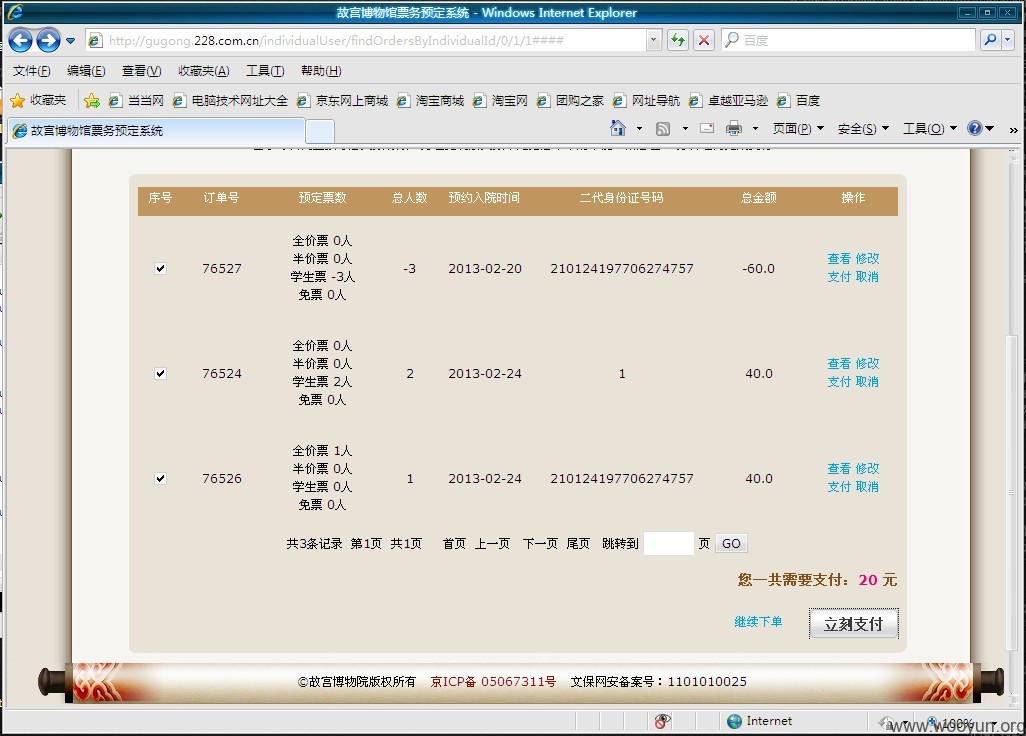 故宫博物馆票务预定系统 - Windows Internet Explorer
http://gugong.228.com.cn/individualUser/findOrdersByIndividualId/0/1/1#### 百度
文件(F) 编辑(E) 查看(V) 收藏夹(A) 工具(T) 帮助(H)
收藏夹 当当网 电脑技术网址大全 京东网上商城 淘宝商城 淘宝网 团购之家 网址导航 卓越亚马逊 百度
故宫博物馆票务预定系统 页面(P) 安全(S) 工具(O) »
序号 订单号 预定票数 总人数 预约入院时间 二代身份证号码 总金额 操作
全价票 0人
半价票 0人 查看 修改
76527 -3 2013-02-20 210124197706274757 -60.0
学生票 -3人 支付 取消
免票 0人
全价票 0人
半价票 0人 查看 修改
76524 2 2013-02-24 1 40.0
学生票 2人 支付 取消
免票 0人
全价票 1人
半价票 0人 查看 修改
76526 1 2013-02-24 210124197706274757 40.0
学生票 0人 支付 取消
免票 0人
共3条记录 第1页 共1页 首页 上一页 下一页 尾页 跳转到 页 GO
您一共需要支付：20 元
继续下单 立刻支付
©故宫博物院版权所有 京ICP备 05067311号 文保网安备案号：1101010025
Internet 100%
www.wooyun.org